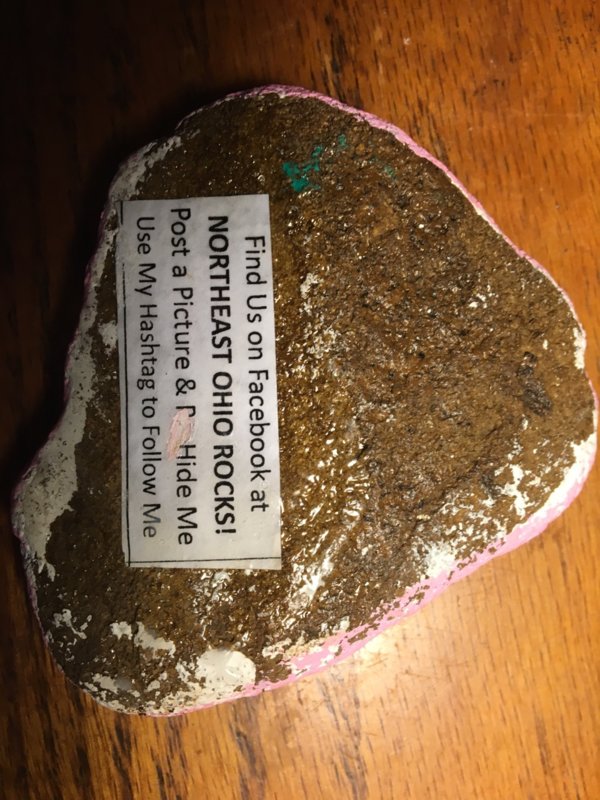 Find Us on Facebook at
NORTHEAST OHIO ROCKS!
Post a Picture & Hide Me
Use My Hashtag to Follow Me